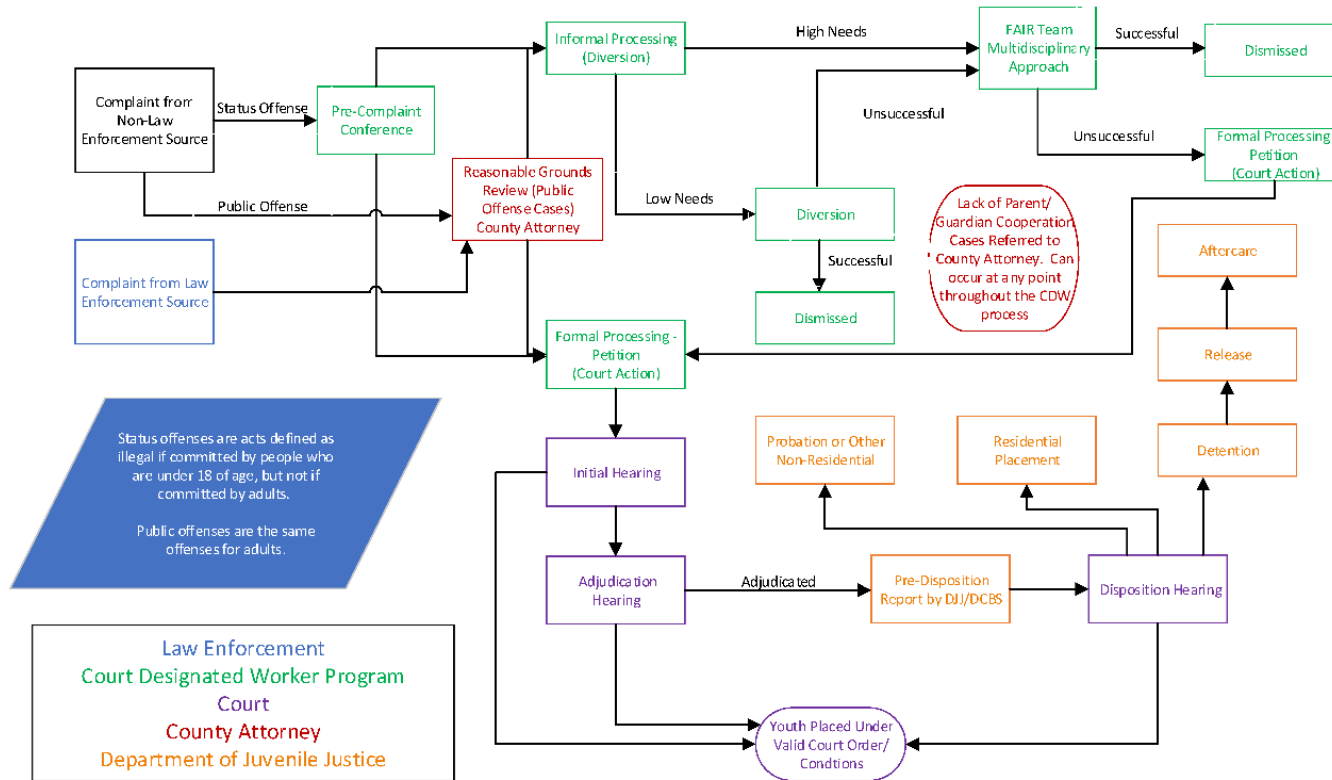 Complaint from
Non-Law
Enforcement Source
Status Offense
Public Offense
Complaint from Law
Enforcement Source
Pre-Complaint
Conference
Reasonable Grounds
Review (Public
Offense Cases)
County Attorney
Informal Processing
(Diversion)
High Needs
Low Needs
FAIR Team
Multidisciplinary
Approach
Successful
Dismissed
Unsuccessful
Unsuccessful
Formal Processing
Petition
(Court Action)
Diversion
Successful
Dismissed
Lack of Parent/
Guardian Cooperation
Cases Referred to
County Attorney. Can
occur at any point
throughout the CDW
process
Formal Processing -
Petition
(Court Action)
Aftercare
Release
Detention
Residential
Placement
Probation or Other
Non-Residential
Initial Hearing
Adjudication
Hearing
Adjudicated
Pre-Disposition
Report by DJJ/DCBS
Disposition Hearing
Youth Placed Under
Valid Court Order/
Condtions
Status offenses are acts defined as
illegal if committed by people who
are under 18 of age, but not if
committed by adults.
Public offenses are the same
offenses for adults.
Law Enforcement
Court Designated Worker Program
Court
County Attorney
Department of Juvenile Justice